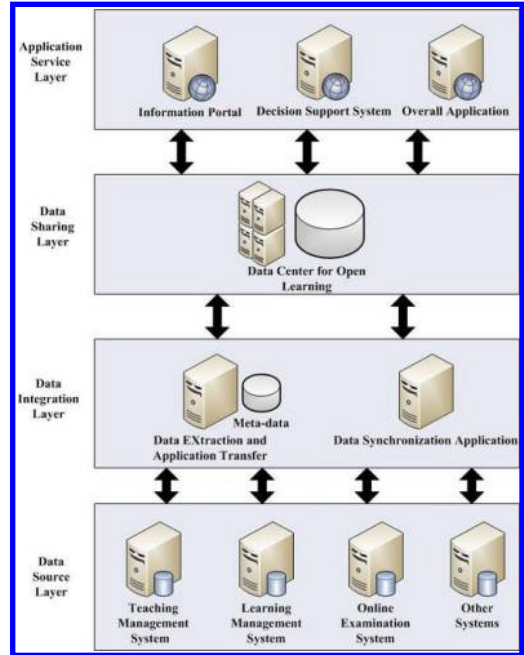 Application
Service
Layer
Information Portal
Decision Support System
Overall Application
Data
Sharing
Layer
Data Center for Open
Learning
Data
Integration
Layer
Meta-data
Data EXtraction and
Application Transfer
Data Synchronization Application
Data
Source
Layer
Teaching
Management
System
Learning
Management
System
Online
Examination
System
Other
Systems